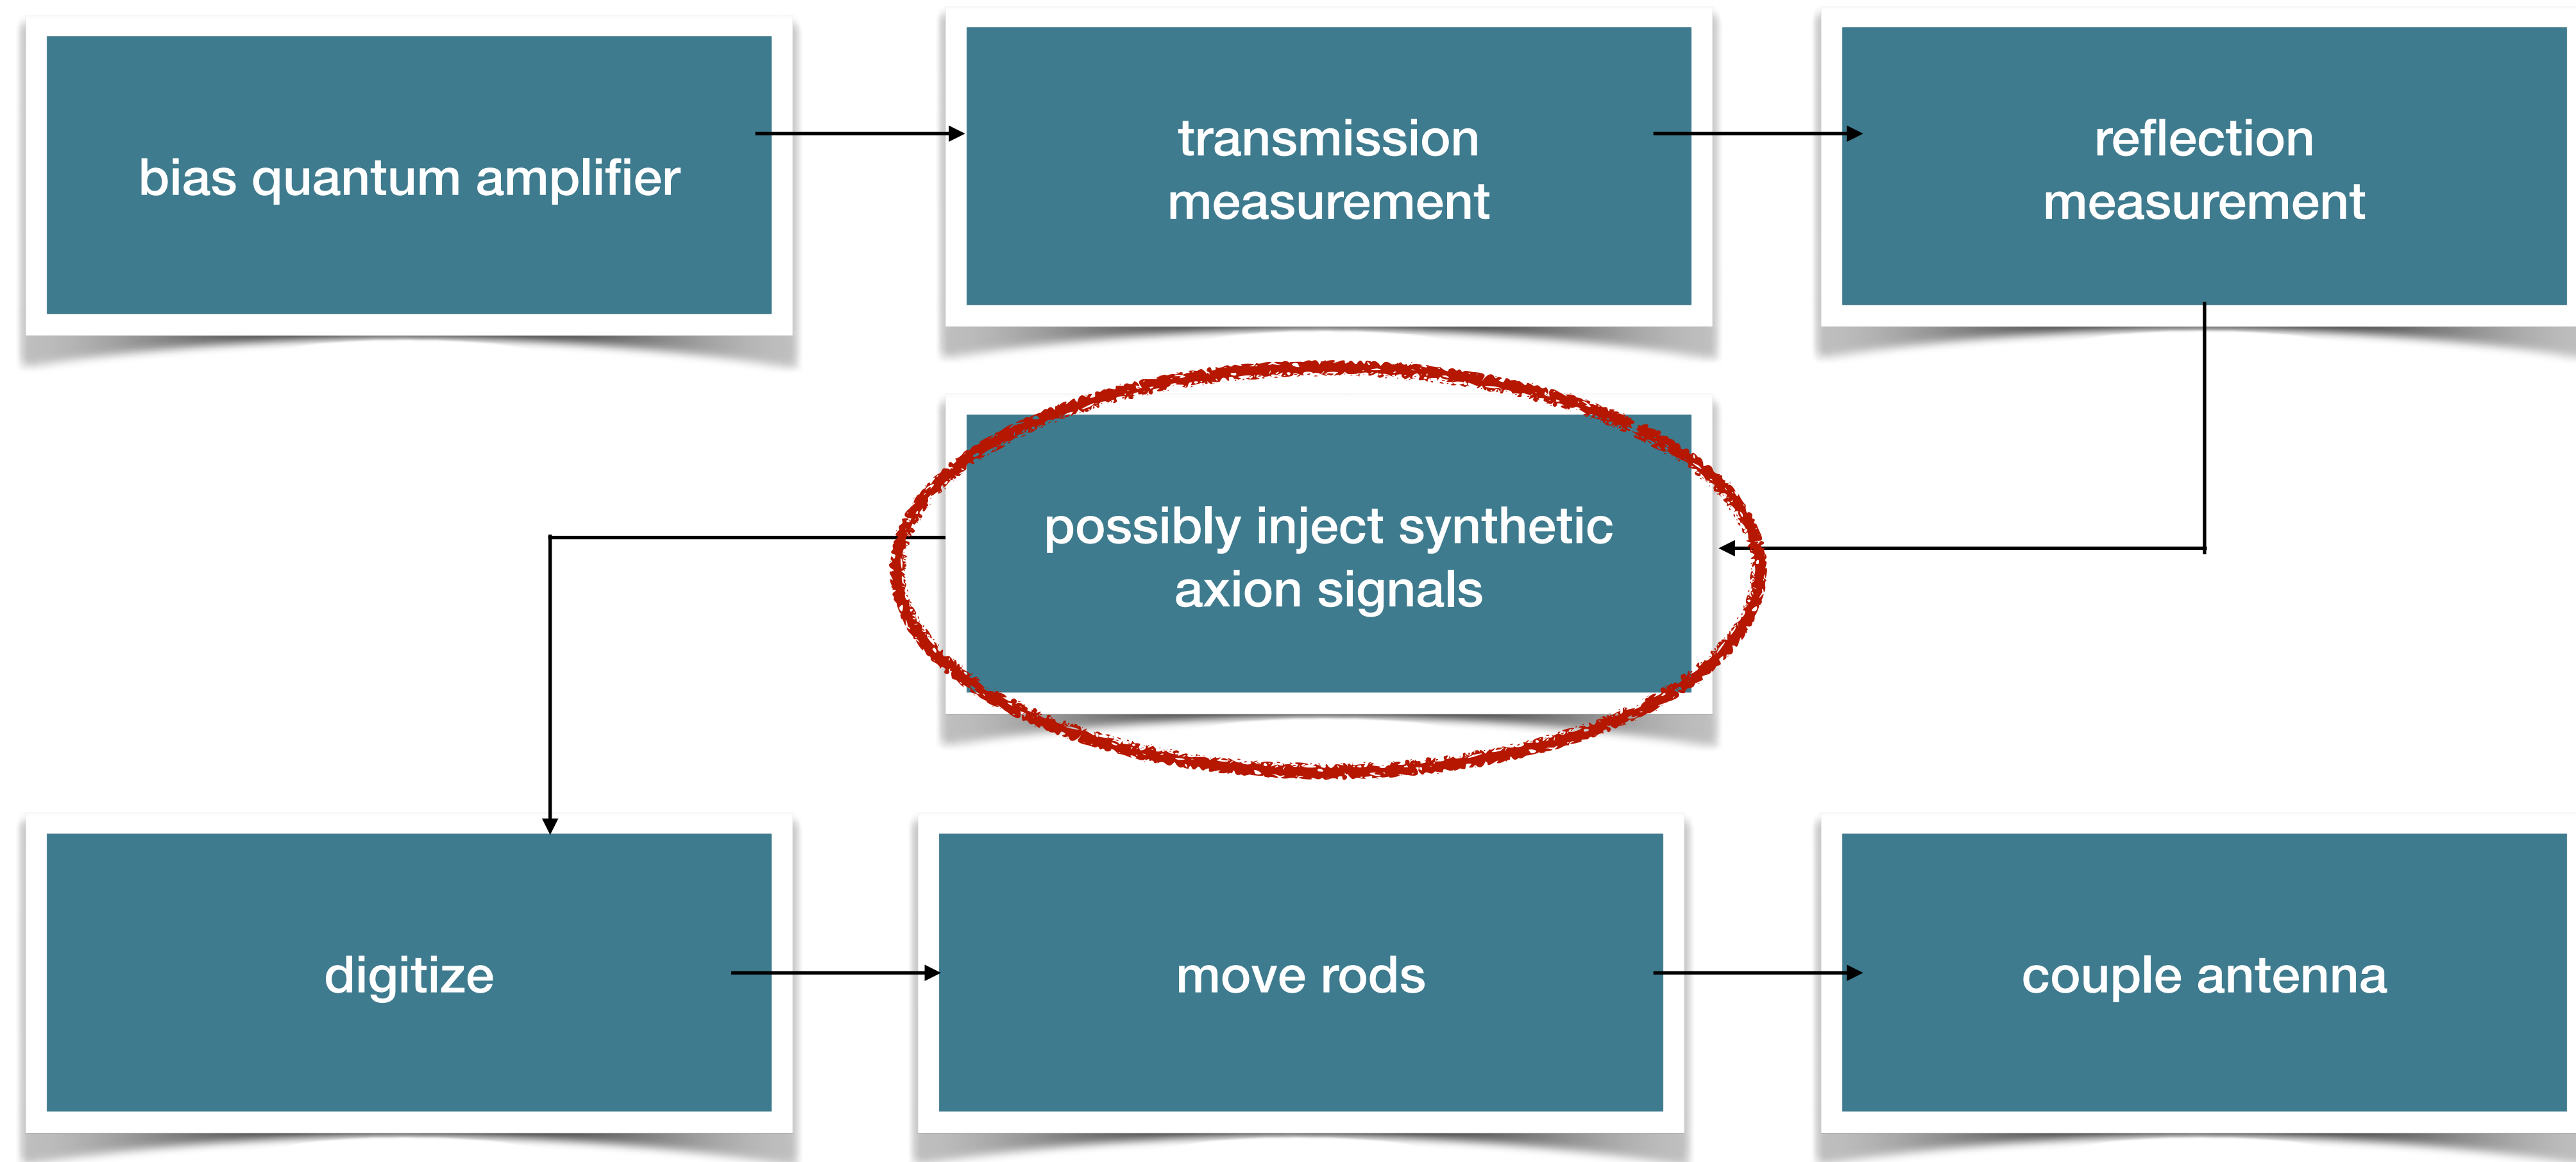 bias quantum amplifier
transmission
measurement
reflection
measurement
possibly inject synthetic
axion signals
digitize
move rods
couple antenna